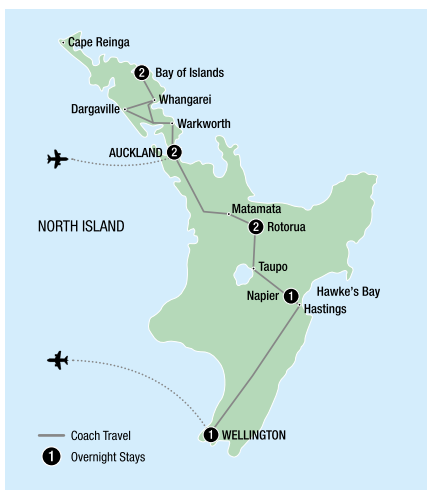 Cape Reinga
2 Bay of Islands
Whangarei
Dargaville
Warkworth
AUCKLAND 2
Matamata
NORTH ISLAND
2 Rotorua
Taupo
Napier 1 Hawke's Bay
Hastings
1 WELLINGTON
Coach Travel
1 Overnight Stays